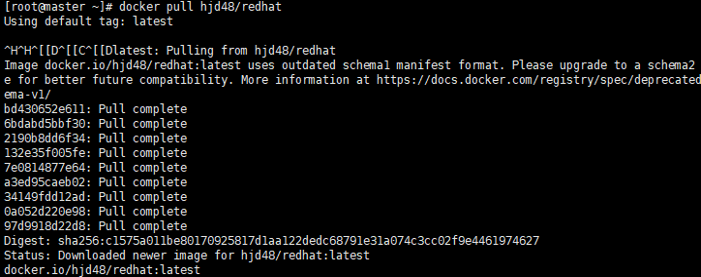 [root@master ~]# docker pull hjd48/redhat
Using default tag: latest
^H^H^[[D^[[C^[[Dlatest: Pulling from hjd48/redhat
Image docker.io/hjd48/redhat:latest uses outdated schema1 manifest format. Please upgrade to a schema2
e for better future compatibility. More information at https://docs.docker.com/registry/spec/deprecated
ema-v1/
bd430652e611: Pull complete
6bdabd5bbf30: Pull complete
2190b8dd6f34: Pull complete
132e35f005fe: Pull complete
7e0814877e64: Pull complete
a3ed95caeb02: Pull complete
34149fdd12ad: Pull complete
0a052d220e98: Pull complete
97d9918d22d8: Pull complete
Digest: sha256:c1575a011be80170925817d1aa122dedc68791e31a074c3cc02f9e4461974627
Status: Downloaded newer image for hjd48/redhat:latest
docker.io/hjd48/redhat:latest